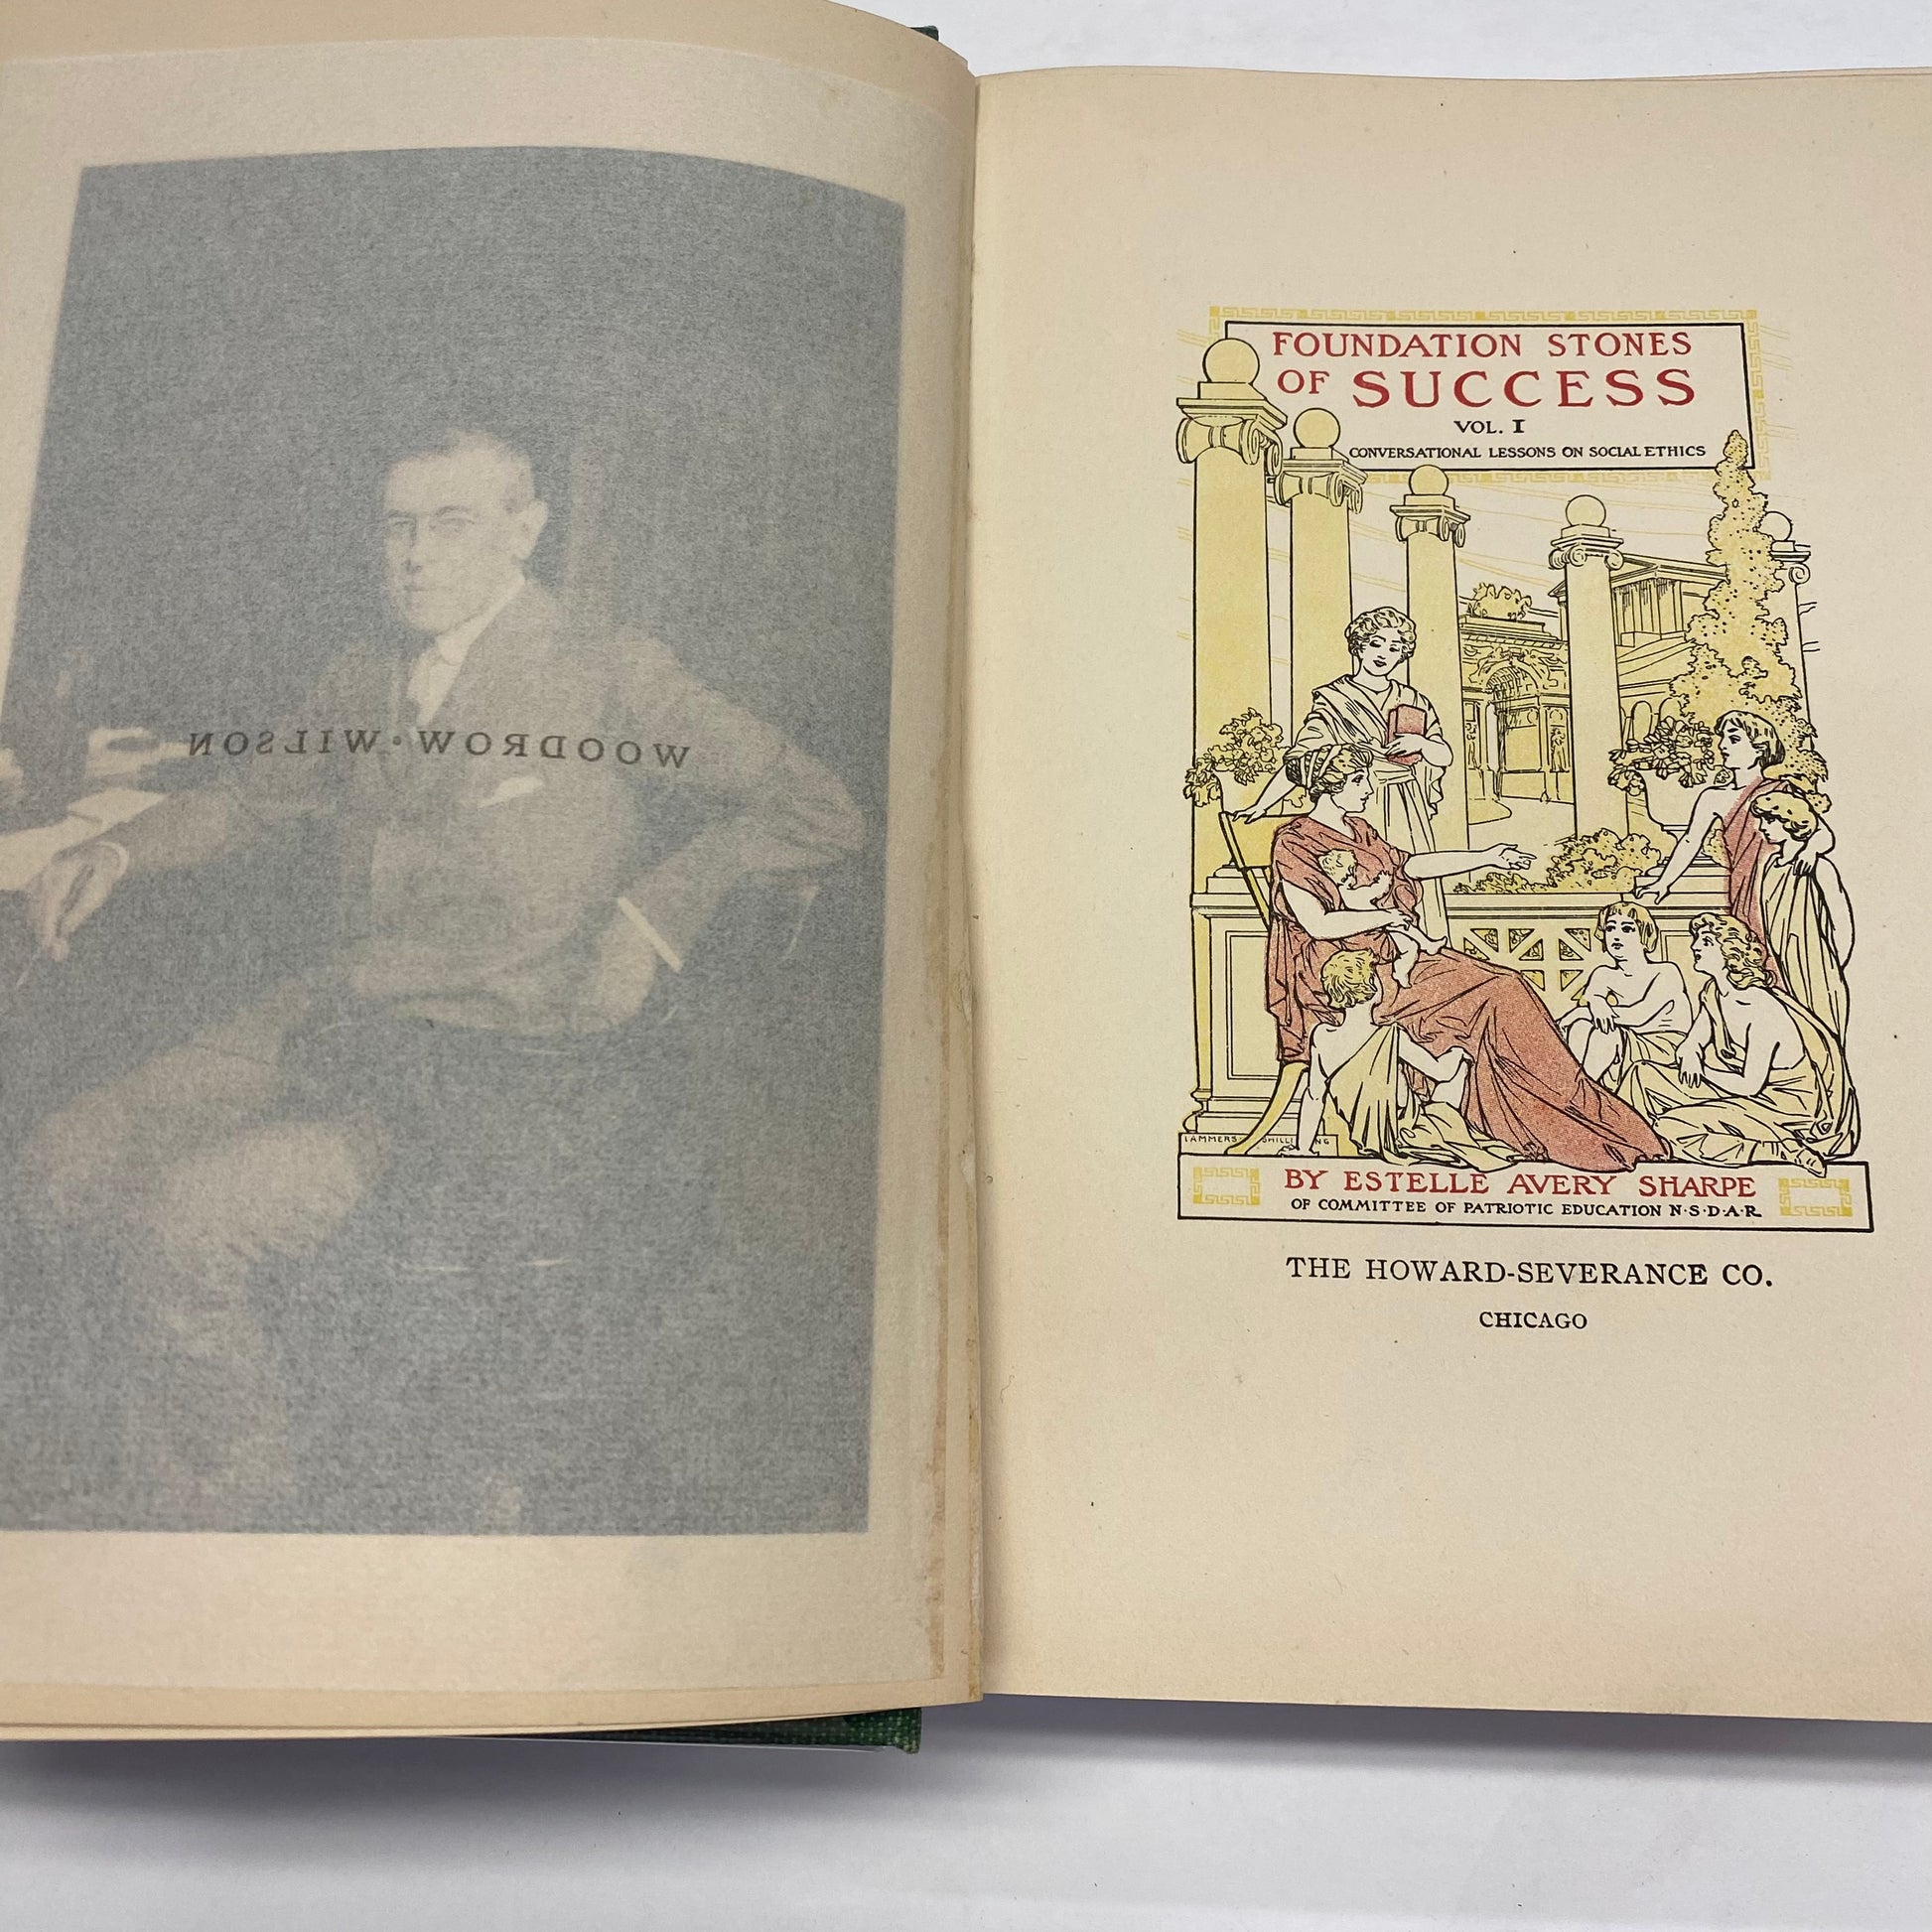 WOODROW·WILSON
FOUNDATION STONES
OF SUCCESS
VOL. I
CONVERSATIONAL LESSONS ON SOCIAL ETHICS
LAMMERS
BY ESTELLE AVERY SHARPE
OF COMMITTEE OF PATRIOTIC EDUCATION N·S·D·A·R.
THE HOWARD-SEVERANCE CO.
CHICAGO